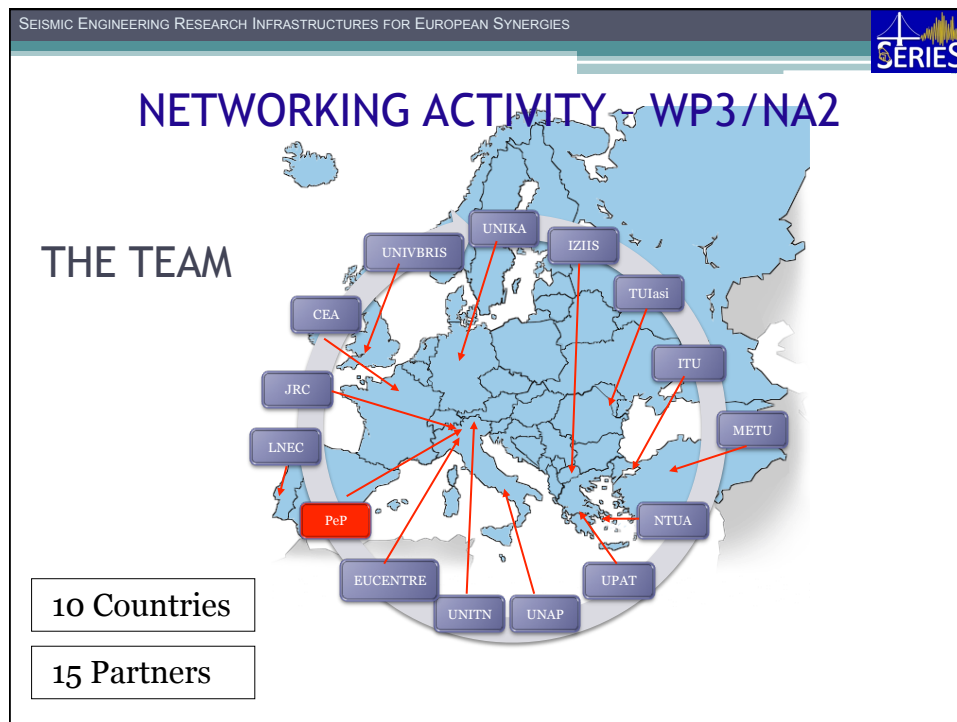 SEISMIC ENGINEERING RESEARCH INFRASTRUCTURES FOR EUROPEAN SYNERGIES
SERIES
NETWORKING ACTIVITY - WP3/NA2
THE TEAM
UNIKA
IZIIS
UNIVBRIS
TUIasi
CEA
ITU
JRC
METU
LNEC
PeP
NTUA
EUCENTRE
UPAT
UNITN
UNAP
10 Countries
15 Partners